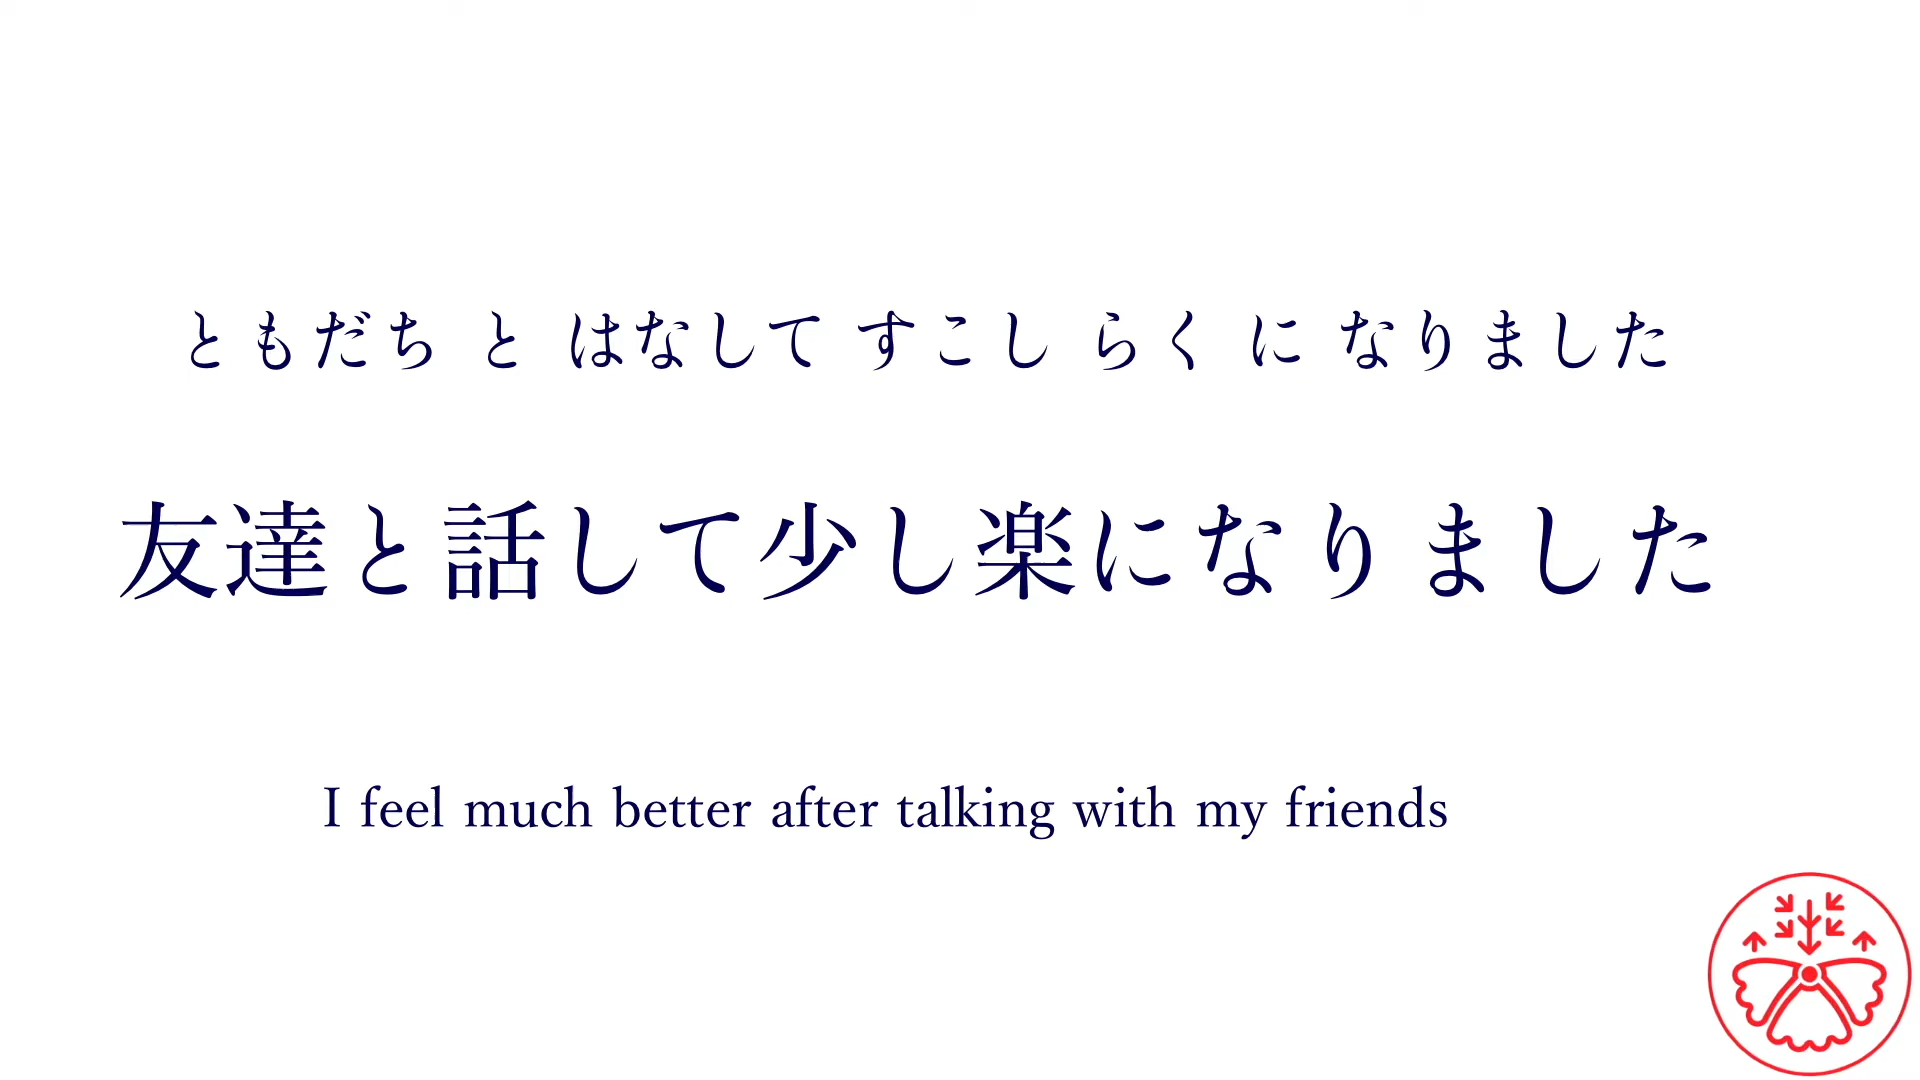 ともだち と はなして すこし らく に なりました
友達と話して少し楽になりました
I feel much better after talking with my friends